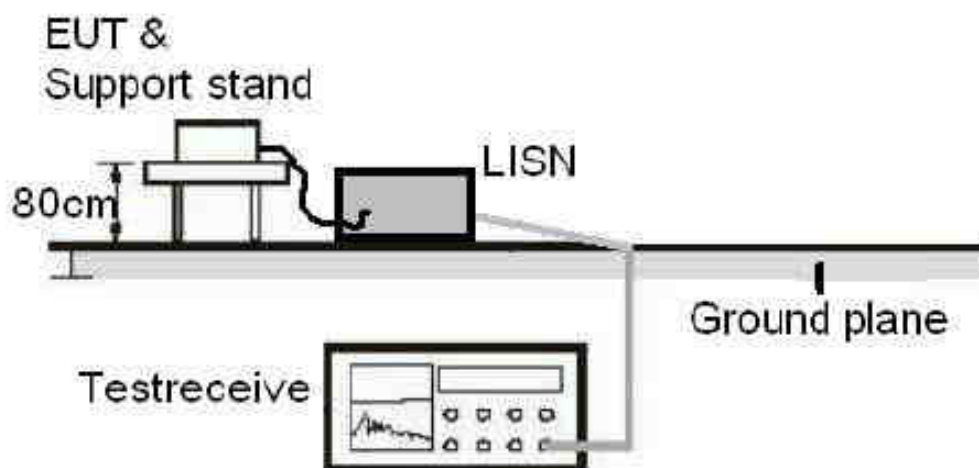 EUT &
Support stand
LISN
80cm
Ground plane
Testreceive